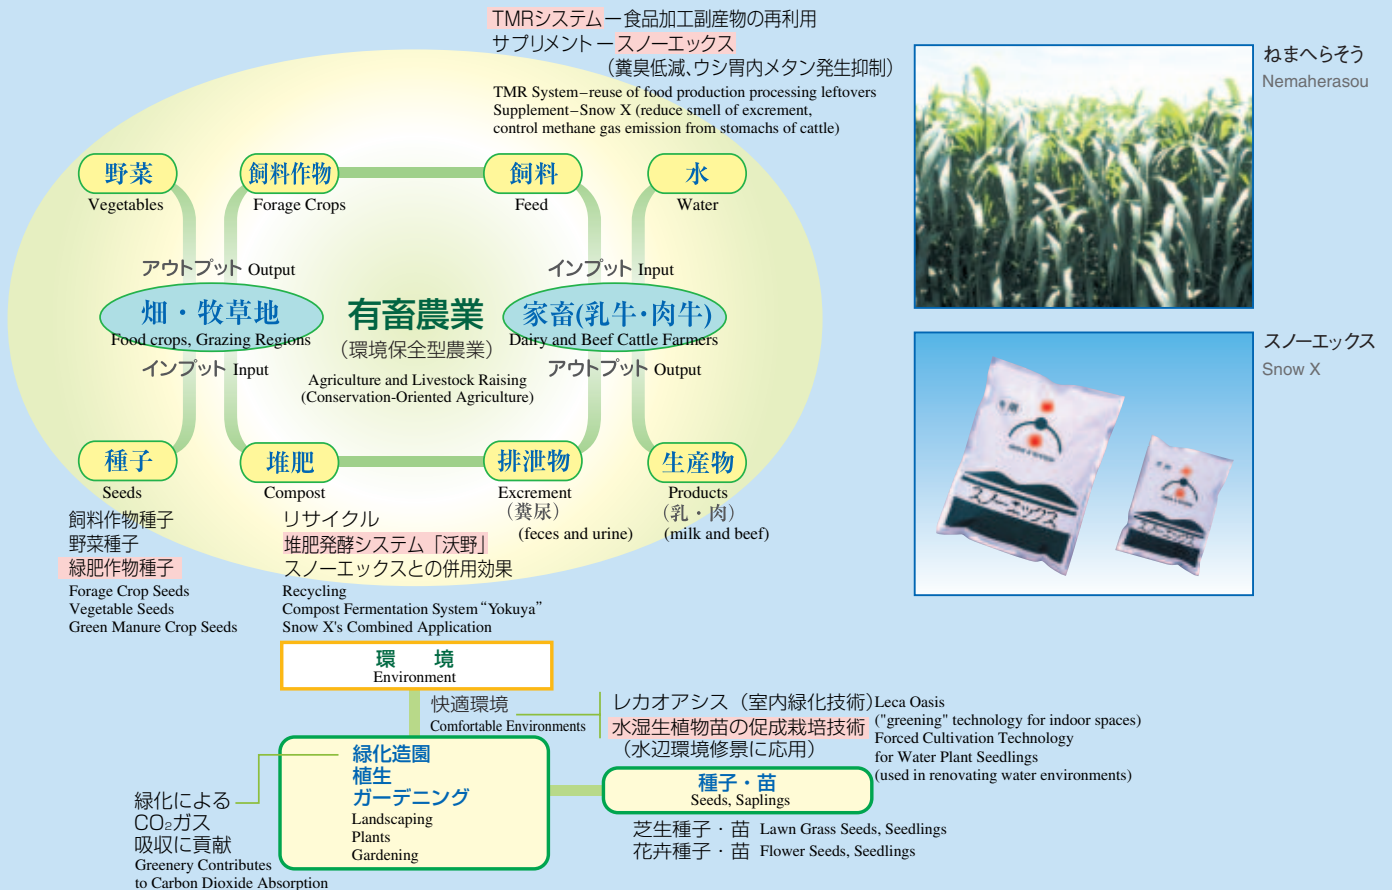 TMRシステム ー 食品加工副産物の再利用
サプリメント ー スノーエックス
(糞臭低減、ウシ胃内メタン発生抑制)
TMR System–reuse of food production processing leftovers
Supplement–Snow X (reduce smell of excrement,
control methane gas emission from stomachs of cattle)
ねまへらそう
Nemaherasou
野菜
Vegetables
飼料作物
Forage Crops
飼料
Feed
水
Water
アウトプット Output
インプット Input
畑・牧草地
Food crops, Grazing Regions
有畜農業
(環境保全型農業)
Agriculture and Livestock Raising
(Conservation-Oriented Agriculture)
家畜(乳牛・肉牛)
Dairy and Beef Cattle Farmers
インプット Input
アウトプット Output
スノーエックス
Snow X
スノーエックス
種子
Seeds
飼料作物種子
野菜種子
緑肥作物種子
Forage Crop Seeds
Vegetable Seeds
Green Manure Crop Seeds
堆肥
Compost
リサイクル
堆肥発酵システム「沃野」
スノーエックスとの併用効果
Recycling
Compost Fermentation System “Yokuya”
Snow X's Combined Application
排泄物
Excrement
(糞尿)
(feces and urine)
生産物
Products
(乳・肉)
(milk and beef)
環 境
Environment
快適環境
Comfortable Environments
レカオアシス(室内緑化技術)
水湿生植物苗の促成栽培技術
(水辺環境修景に応用)
Leca Oasis
("greening" technology for indoor spaces)
Forced Cultivation Technology
for Water Plant Seedlings
(used in renovating water environments)
緑化造園
植生
ガーデニング
Landscaping
Plants
Gardening
種子・苗
Seeds, Saplings
芝生種子・苗 Lawn Grass Seeds, Seedlings
花卉種子・苗 Flower Seeds, Seedlings
緑化による
CO₂ガス
吸収に貢献
Greenery Contributes
to Carbon Dioxide Absorption